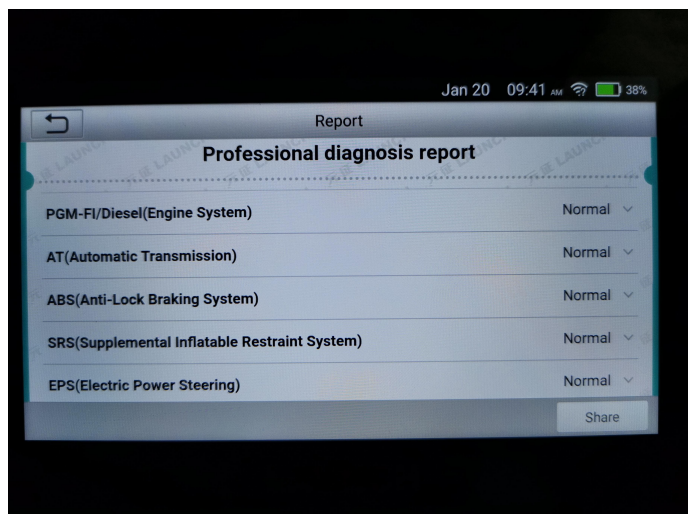 Jan 20 09:41 AM 38%
Report
Professional diagnosis report
PGM-FI/Diesel(Engine System) Normal
AT(Automatic Transmission) Normal
ABS(Anti-Lock Braking System) Normal
SRS(Supplemental Inflatable Restraint System) Normal
EPS(Electric Power Steering) Normal
Share